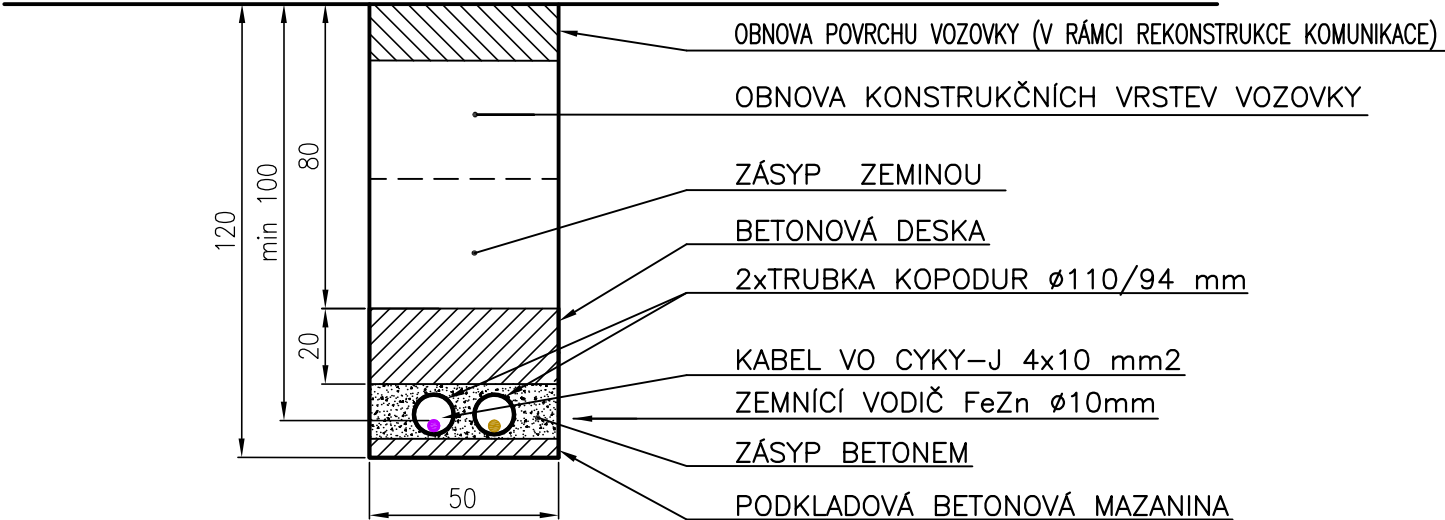 OBNOVA POVRCHU VOZOVKY (V RÁMCI REKONSTRUKCE KOMUNIKACE)
OBNOVA KONSTRUKČNÍCH VRSTEV VOZOVKY
ZÁSYP ZEMINOU
BETONOVÁ DESKA
2xTRUBKA KOPODUR ø110/94 mm
KABEL VO CYKY-J 4x10 mm2
ZEMNÍCÍ VODIČ FeZn ø10mm
ZÁSYP BETONEM
PODKLADOVÁ BETONOVÁ MAZANINA
120
min 100
80
20
50